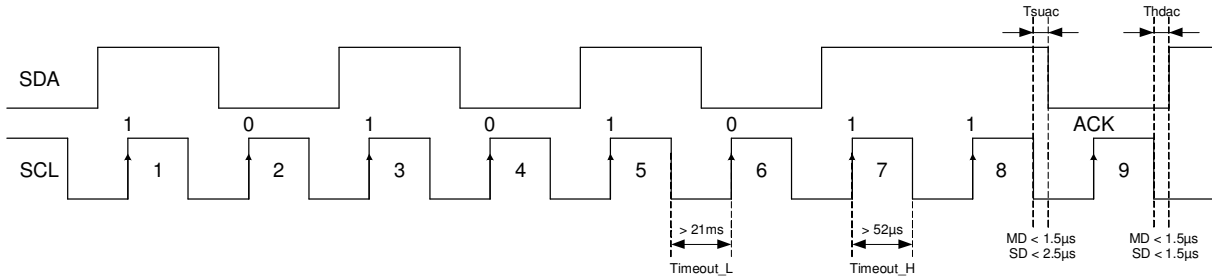 Tsuac Thdac
SDA
1 0 1 0 1 0 1 1 ACK
SCL 1 2 3 4 5 6 7 8 9
> 21ms > 52µs MD < 1.5µs MD < 1.5µs
SD < 2.5µs SD < 1.5µs
Timeout_L Timeout_H